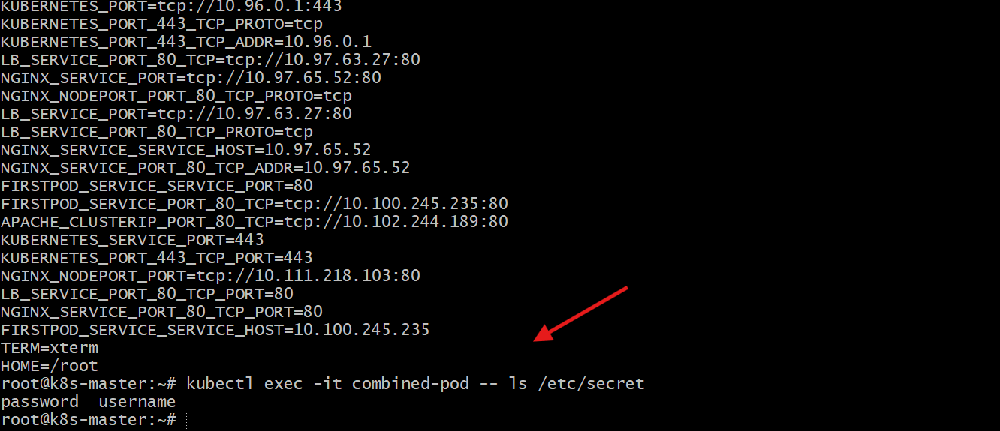 KUBERNETES_PORT=tcp://10.96.0.1:443
KUBERNETES_PORT_443_TCP_PROTO=tcp
KUBERNETES_PORT_443_TCP_ADDR=10.96.0.1
LB_SERVICE_PORT_80_TCP=tcp://10.97.63.27:80
NGINX_SERVICE_PORT=tcp://10.97.65.52:80
NGINX_NODEPORT_PORT_80_TCP_PROTO=tcp
LB_SERVICE_PORT=tcp://10.97.63.27:80
LB_SERVICE_PORT_80_TCP_PROTO=tcp
NGINX_SERVICE_SERVICE_HOST=10.97.65.52
NGINX_SERVICE_PORT_80_TCP_ADDR=10.97.65.52
FIRSTPOD_SERVICE_SERVICE_PORT=80
FIRSTPOD_SERVICE_PORT_80_TCP=tcp://10.100.245.235:80
APACHE_CLUSTERIP_PORT_80_TCP=tcp://10.102.244.189:80
KUBERNETES_SERVICE_PORT=443
KUBERNETES_PORT_443_TCP_PORT=443
NGINX_NODEPORT_PORT=tcp://10.111.218.103:80
LB_SERVICE_PORT_80_TCP_PORT=80
NGINX_SERVICE_PORT_80_TCP_PORT=80
FIRSTPOD_SERVICE_SERVICE_HOST=10.100.245.235
TERM=xterm
HOME=/root
root@k8s-master:~# kubectl exec -it combined-pod -- ls /etc/secret
password  username
root@k8s-master:~#